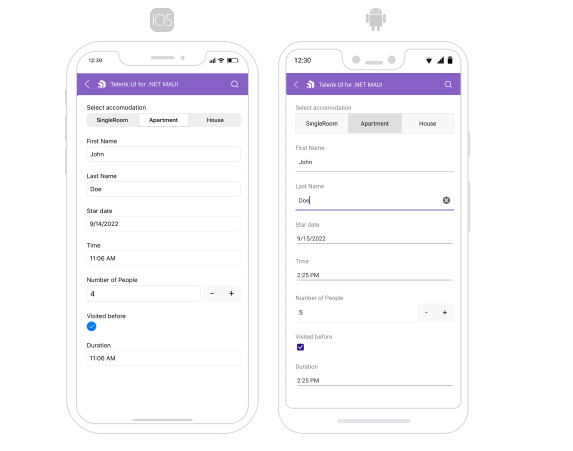 iOS
12:30
Telerik UI for .NET MAUI
Select accomodation
SingleRoom Apartment House
First Name
John
Last Name
Doe
Star date
9/14/2022
Time
11:06 AM
Number of People
4 - +
Visited before
Duration
11:06 AM
12:30
Telerik UI for .NET MAUI
Select accomodation
SingleRoom Apartment House
First Name
John
Last Name
Doe
Star date
9/15/2022
Time
2:25 PM
Number of People
5 - +
Visited before
Duration
2:25 PM